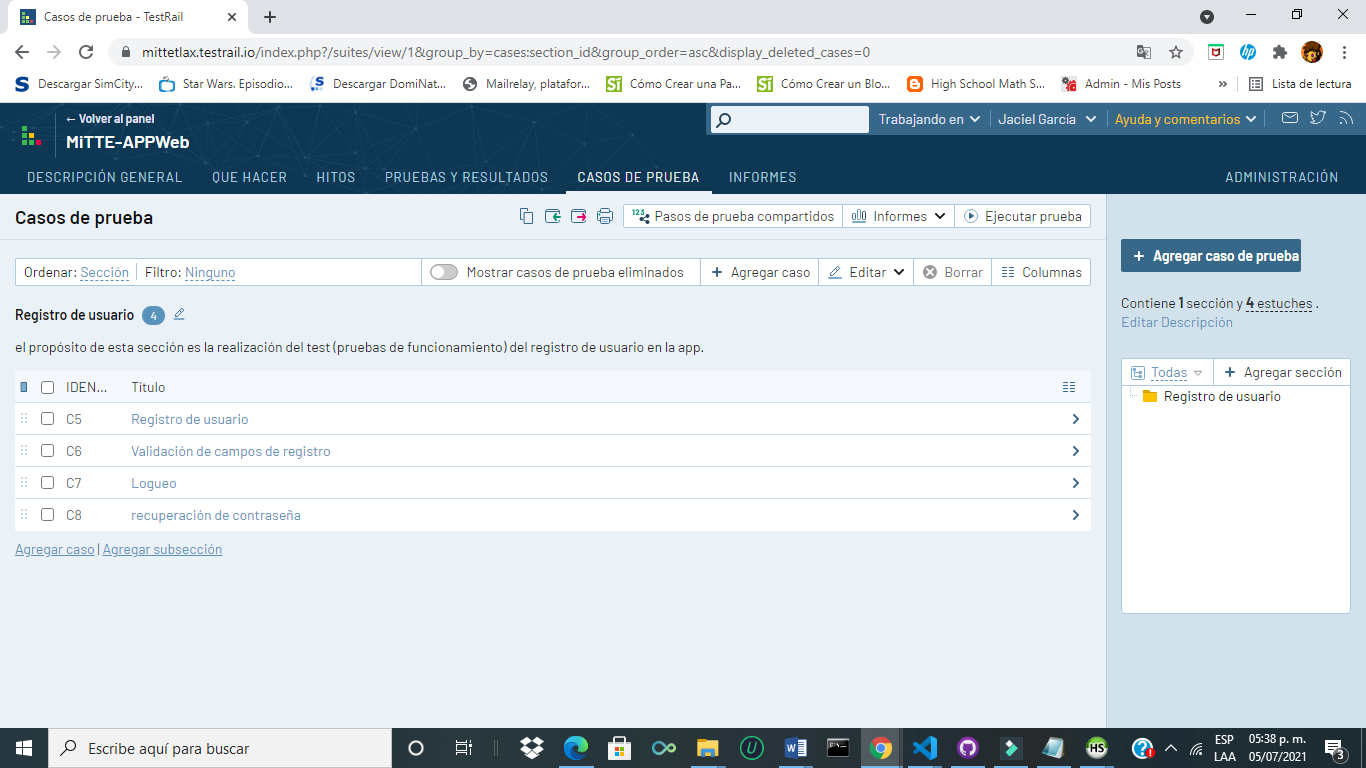 Casos de prueba - TestRail
mittetlax.testrail.io/index.php?/suites/view/1&group_by=cases:section_id&group_order=asc&display_deleted_cases=0
Descargar SimCity... Star Wars. Episodio... Descargar DomiNat... Mailrelay, platafor... Cómo Crear una Pa... Cómo Crear un Blo... High School Math S... Admin - Mis Posts » Lista de lectura
← Volver al panel
MiTTE-APPWeb
Trabajando en Jaciel Garcia Ayuda y comentarios
DESCRIPCIÓN GENERAL QUE HACER HITOS PRUEBAS Y RESULTADOS CASOS DE PRUEBA INFORMES ADMINISTRACIÓN
Casos de prueba
123 Pasos de prueba compartidos Informes Ejecutar prueba
Ordenar: Sección Filtro: Ninguno Mostrar casos de prueba eliminados + Agregar caso Editar Borrar Columnas
Registro de usuario 4
el propósito de esta sección es la realización del test (pruebas de funcionamiento) del registro de usuario en la app.
IDEN... Título
C5 Registro de usuario
C6 Validación de campos de registro
C7 Logueo
C8 recuperación de contraseña
Agregar caso | Agregar subsección
+ Agregar caso de prueba
Contiene 1 sección y 4 estuches .
Editar Descripción
Todas + Agregar sección
Registro de usuario
Escribe aquí para buscar
ESP
LAA
05:38 p. m.
05/07/2021
3